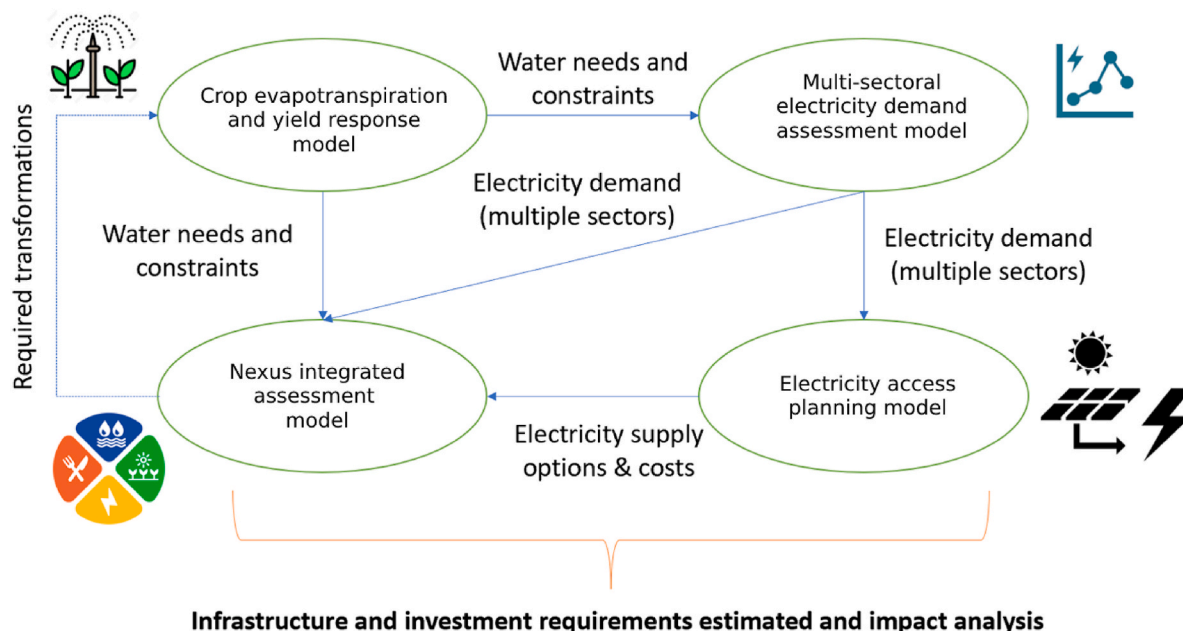 Required transformations
Crop evapotranspiration
and yield response
model
Water needs and
constraints
Multi-sectoral
electricity demand
assessment model
Water needs and
constraints
Electricity demand
(multiple sectors)
Electricity demand
(multiple sectors)
Nexus integrated
assessment
model
Electricity supply
options & costs
Electricity access
planning model
Infrastructure and investment requirements estimated and impact analysis